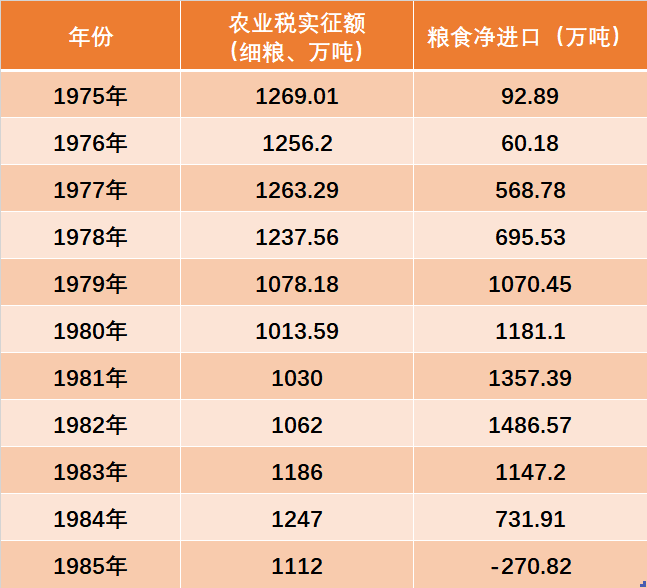 年份 农业税实征额 粮食净进口（万吨）
（细粮、万吨）
1975年 1269.01 92.89
1976年 1256.2 60.18
1977年 1263.29 568.78
1978年 1237.56 695.53
1979年 1078.18 1070.45
1980年 1013.59 1181.1
1981年 1030 1357.39
1982年 1062 1486.57
1983年 1186 1147.2
1984年 1247 731.91
1985年 1112 -270.82